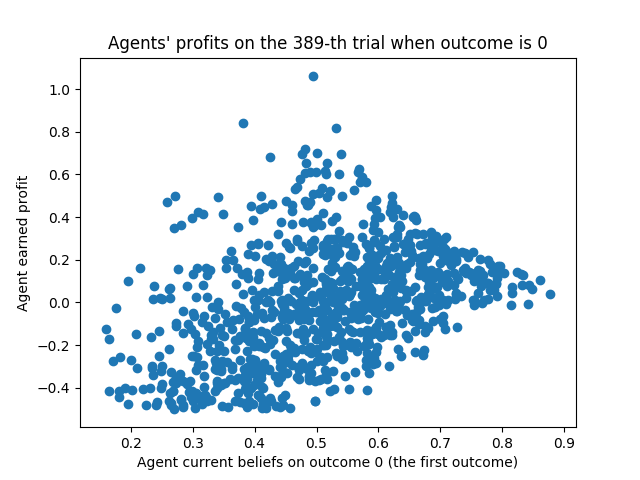 Agents' profits on the 389-th trial when outcome is 0
1.0
0.8
0.6
0.4
0.2
0.0
−0.2
−0.4
Agent earned profit
0.2 0.3 0.4 0.5 0.6 0.7 0.8 0.9
Agent current beliefs on outcome 0 (the first outcome)